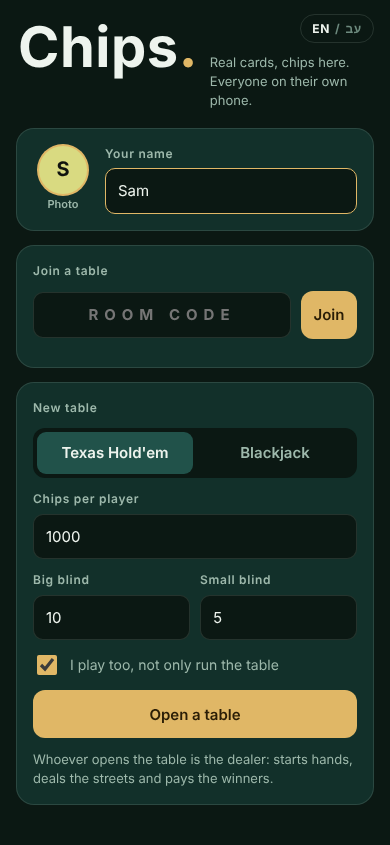 Chips.
EN / עב
Real cards, chips here.
Everyone on their own
phone.
S
Photo
Your name
Sam
Join a table
ROOM CODE
Join
New table
Texas Hold'em
Blackjack
Chips per player
1000
Big blind
Small blind
10
5
I play too, not only run the table
Open a table
Whoever opens the table is the dealer: starts hands,
deals the streets and pays the winners.